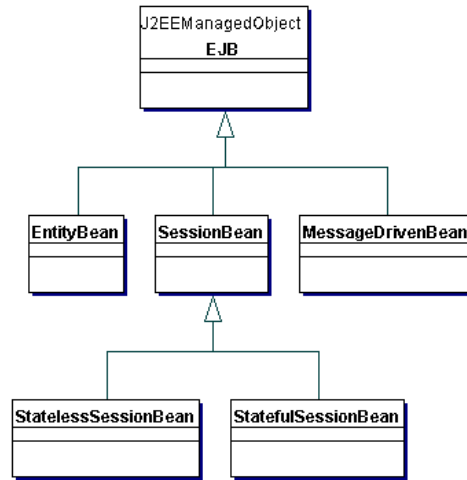 J2EEManagedObject
EJB
EntityBean
SessionBean
MessageDrivenBean
StatelessSessionBean
StatefulSessionBean